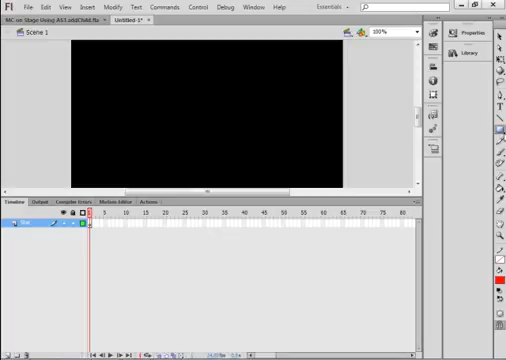 Fl File Edit View Insert Modify Text Commands Control Debug Window Help Essentials
MC on Stage Using AS3 addChild.fla × Untitled-1* ×
Scene 1 100%
Properties
Library
Timeline Output Compiler Errors Motion Editor Actions
1 5 10 15 20 25 30 35 40 45 50 55 60 65 70 75 80